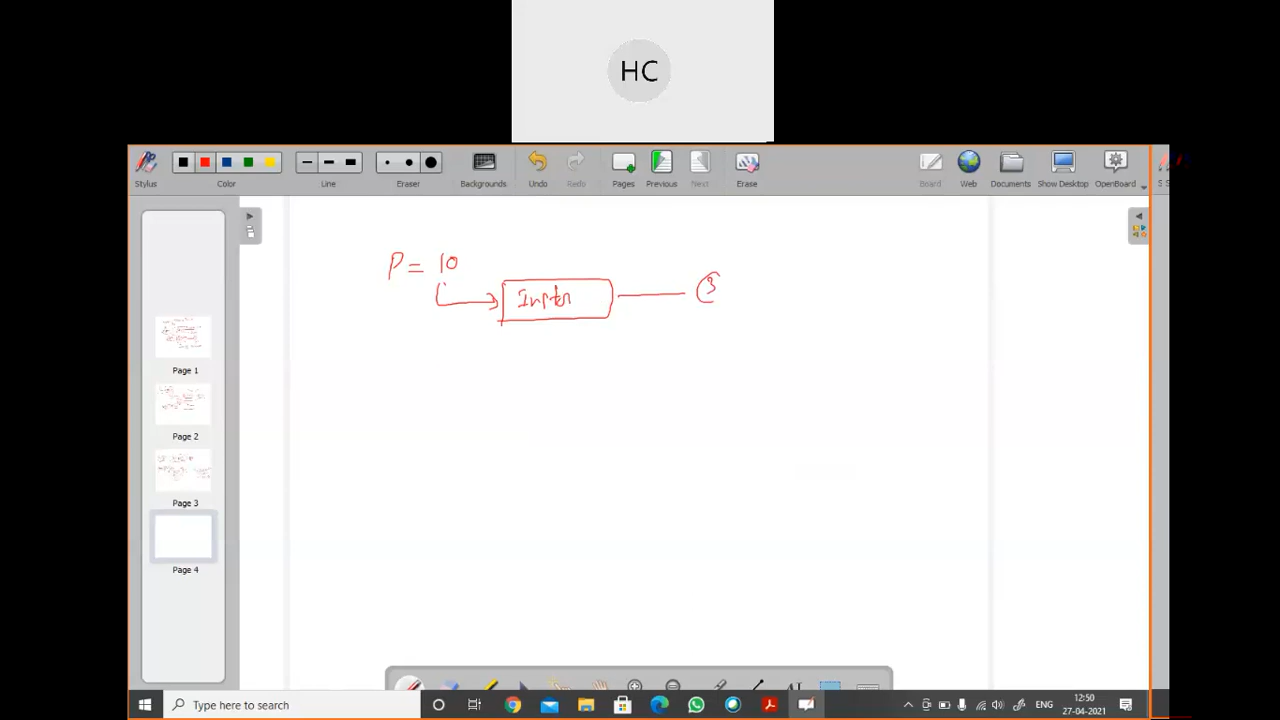 HC
Stylus
Color
Line
Eraser
Backgrounds
Undo
Redo
Pages
Previous
Next
Erase
Board
Web
Documents
Show Desktop
OpenBoard
P = 10
3
Page 1
Page 2
Page 3
Page 4
Type here to search
ENG
12:50
27-04-2021